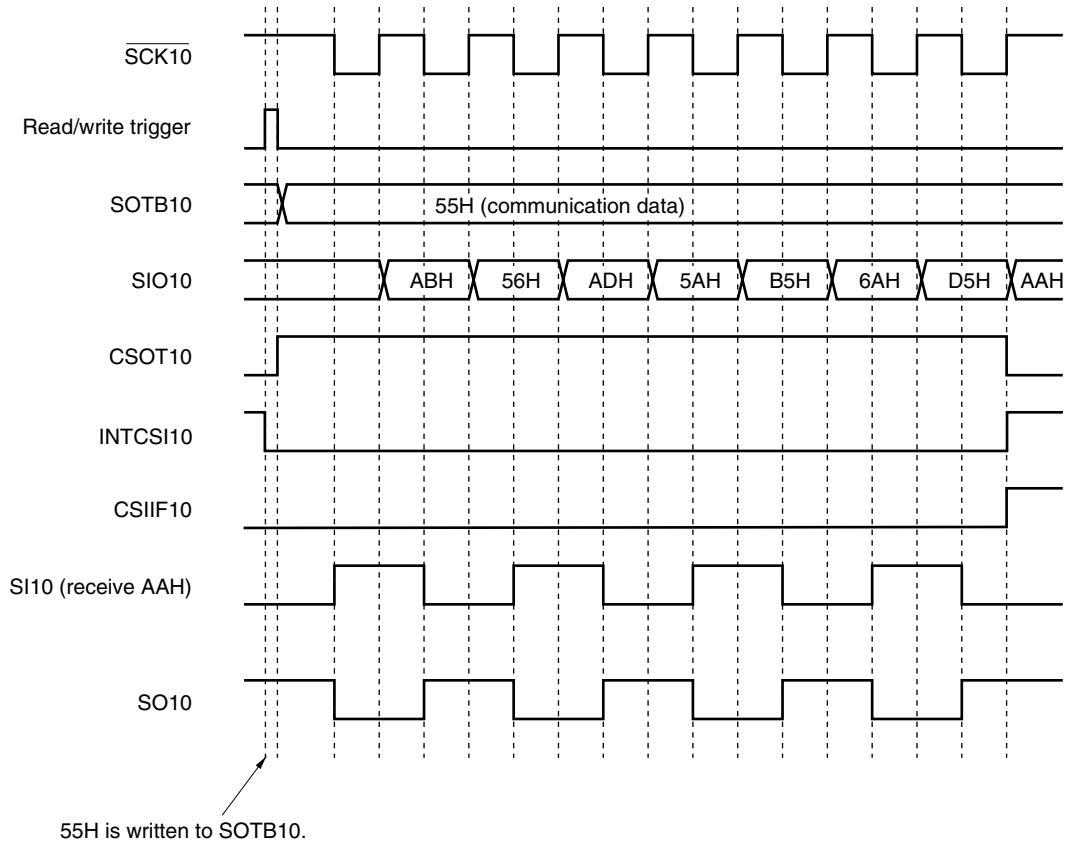 SCK10
Read/write trigger
SOTB10
55H (communication data)
SIO10
ABH 56H ADH 5AH B5H 6AH D5H AAH
CSOT10
INTCSI10
CSIIF10
SI10 (receive AAH)
SO10
55H is written to SOTB10.